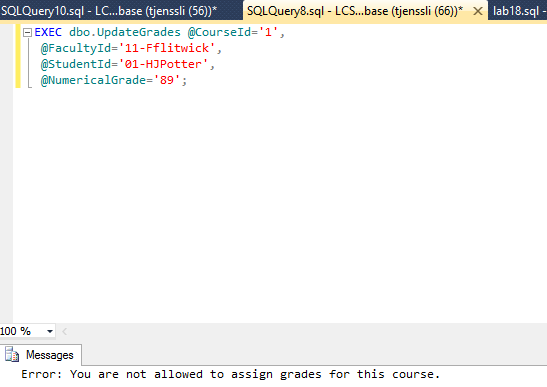 SQLQuery10.sql - LC...base (tjenssli (56))* SQLQuery8.sql - LCS...base (tjenssli (66))* lab18.sql -
EXEC dbo.UpdateGrades @CourseId='1',
@FacultyId='11-Fflitwick',
@StudentId='01-HJPotter',
@NumericalGrade='89';
100 %
Messages
Error: You are not allowed to assign grades for this course.